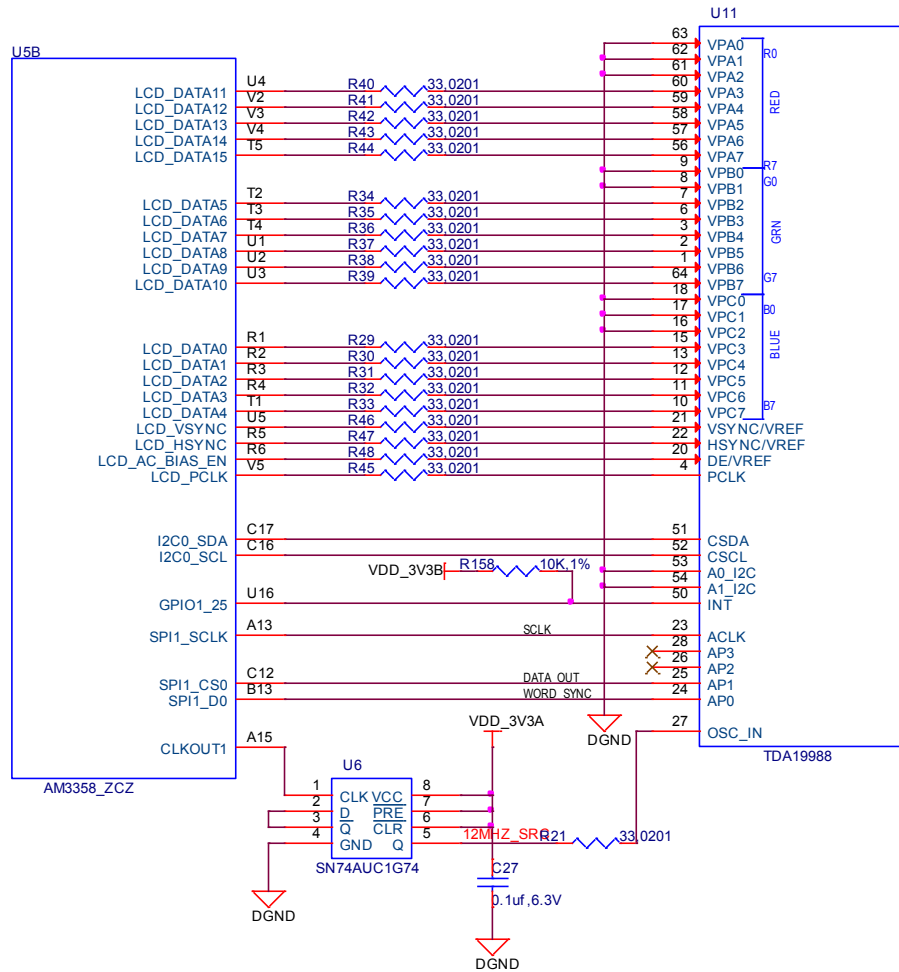 U11
U5B
63 VPA0
62 VPA1 R0
61 VPA2
LCD_DATA11 U4 R40 33,0201 60 VPA3
LCD_DATA12 V2 R41 33,0201 59 VPA4 RED
LCD_DATA13 V3 R42 33,0201 58 VPA5
LCD_DATA14 V4 R43 33,0201 57 VPA6
LCD_DATA15 T5 R44 33,0201 56 VPA7
9 VPB0 R7
8 VPB1 G0
LCD_DATA5 T2 R34 33,0201 7 VPB2
LCD_DATA6 T3 R35 33,0201 6 VPB3
LCD_DATA7 T4 R36 33,0201 3 VPB4 GRN
LCD_DATA8 U1 R37 33,0201 2 VPB5
LCD_DATA9 U2 R38 33,0201 1 VPB6
LCD_DATA10 U3 R39 33,0201 64 VPB7 G7
18 VPC0
17 VPC1 B0
16 VPC2 BLUE
LCD_DATA0 R1 R29 33,0201 15 VPC3
LCD_DATA1 R2 R30 33,0201 13 VPC4
LCD_DATA2 R3 R31 33,0201 12 VPC5
LCD_DATA3 R4 R32 33,0201 11 VPC6
LCD_DATA4 T1 R33 33,0201 10 VPC7 B7
LCD_VSYNC U5 R46 33,0201 21 VSYNC/VREF
LCD_HSYNC R5 R47 33,0201 22 HSYNC/VREF
LCD_AC_BIAS_EN R6 R48 33,0201 20 DE/VREF
LCD_PCLK V5 R45 33,0201 4 PCLK
I2C0_SDA C17 51 CSDA
I2C0_SCL C16 52 CSCL
VDD_3V3B R158 10K,1% 53 A0_I2C
54 A1_I2C
GPIO1_25 U16 50 INT
SPI1_SCLK A13 SCLK 23 ACLK
28 AP3
26 AP2
SPI1_CS0 C12 DATA OUT 25 AP1
SPI1_D0 B13 WORD SYNC 24 AP0
VDD_3V3A
DGND
27 OSC_IN
CLKOUT1 A15
TDA19988
U6
AM3358_ZCZ
1 CLK VCC 8
2 D PRE 7
3 Q CLR 6
4 GND Q 5 12MHZ_SRC R21 33,0201
SN74AUC1G74
C27
0.1uf,6.3V
DGND
DGND